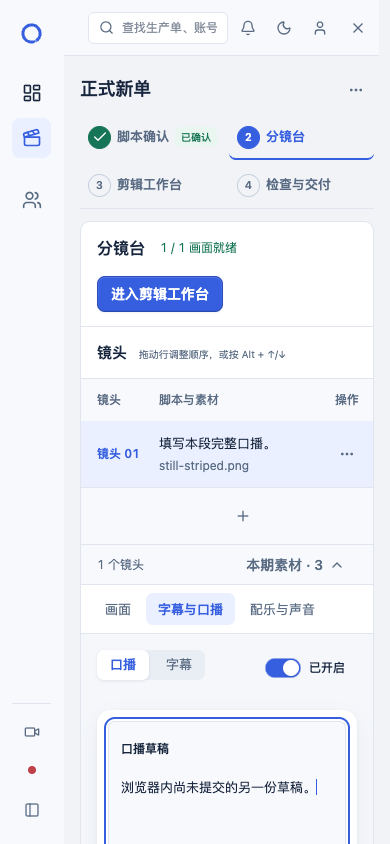 查找生产单、账号
正式新单
脚本确认 已确认
2 分镜台
3 剪辑工作台
4 检查与交付
分镜台 1 / 1 画面就绪
进入剪辑工作台
镜头 拖动行调整顺序，或按 Alt + ↑/↓
镜头 脚本与素材 操作
镜头 01 填写本段完整口播。
still-striped.png
1 个镜头 本期素材 · 3
画面 字幕与口播 配乐与声音
口播 字幕 已开启
口播草稿
浏览器内尚未提交的另一份草稿。